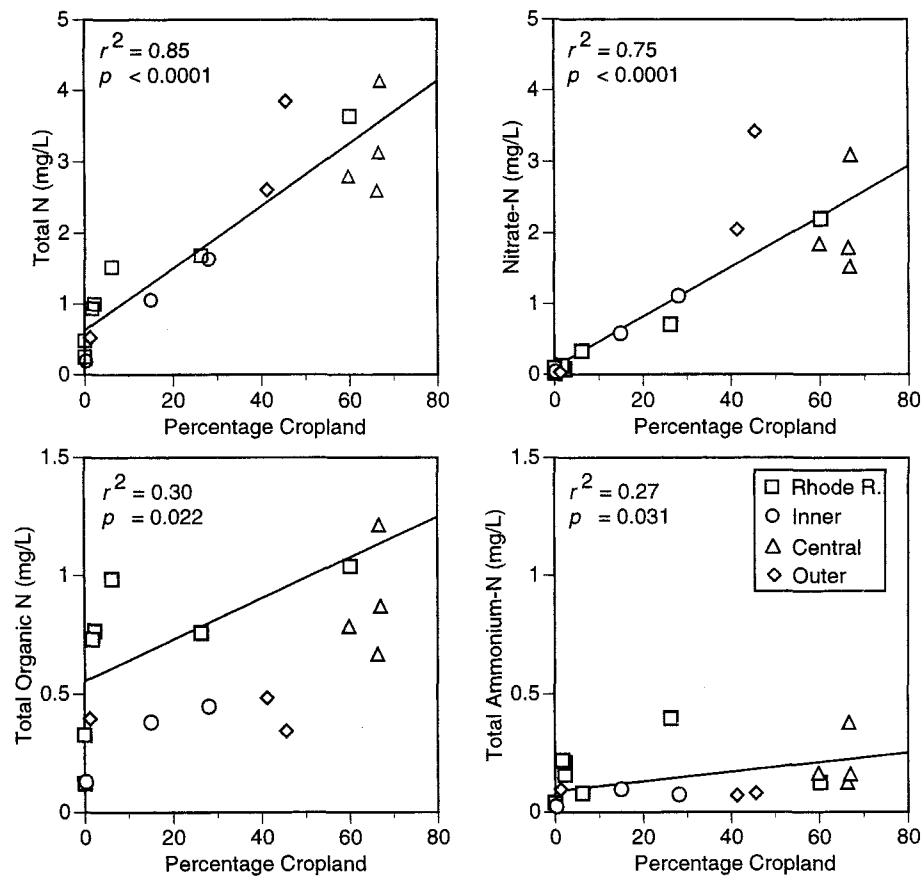 r² = 0.85
p < 0.0001
Total N (mg/L)
5
4
3
2
1
0
0 20 40 60 80
Percentage Cropland
r² = 0.75
p < 0.0001
Nitrate-N (mg/L)
5
4
3
2
1
0
0 20 40 60 80
Percentage Cropland
r² = 0.30
p = 0.022
Total Organic N (mg/L)
1.5
1
0.5
0
0 20 40 60 80
Percentage Cropland
r² = 0.27
p = 0.031
Total Ammonium-N (mg/L)
1.5
1
0.5
0
0 20 40 60 80
Percentage Cropland
Rhode R.
Inner
Central
Outer